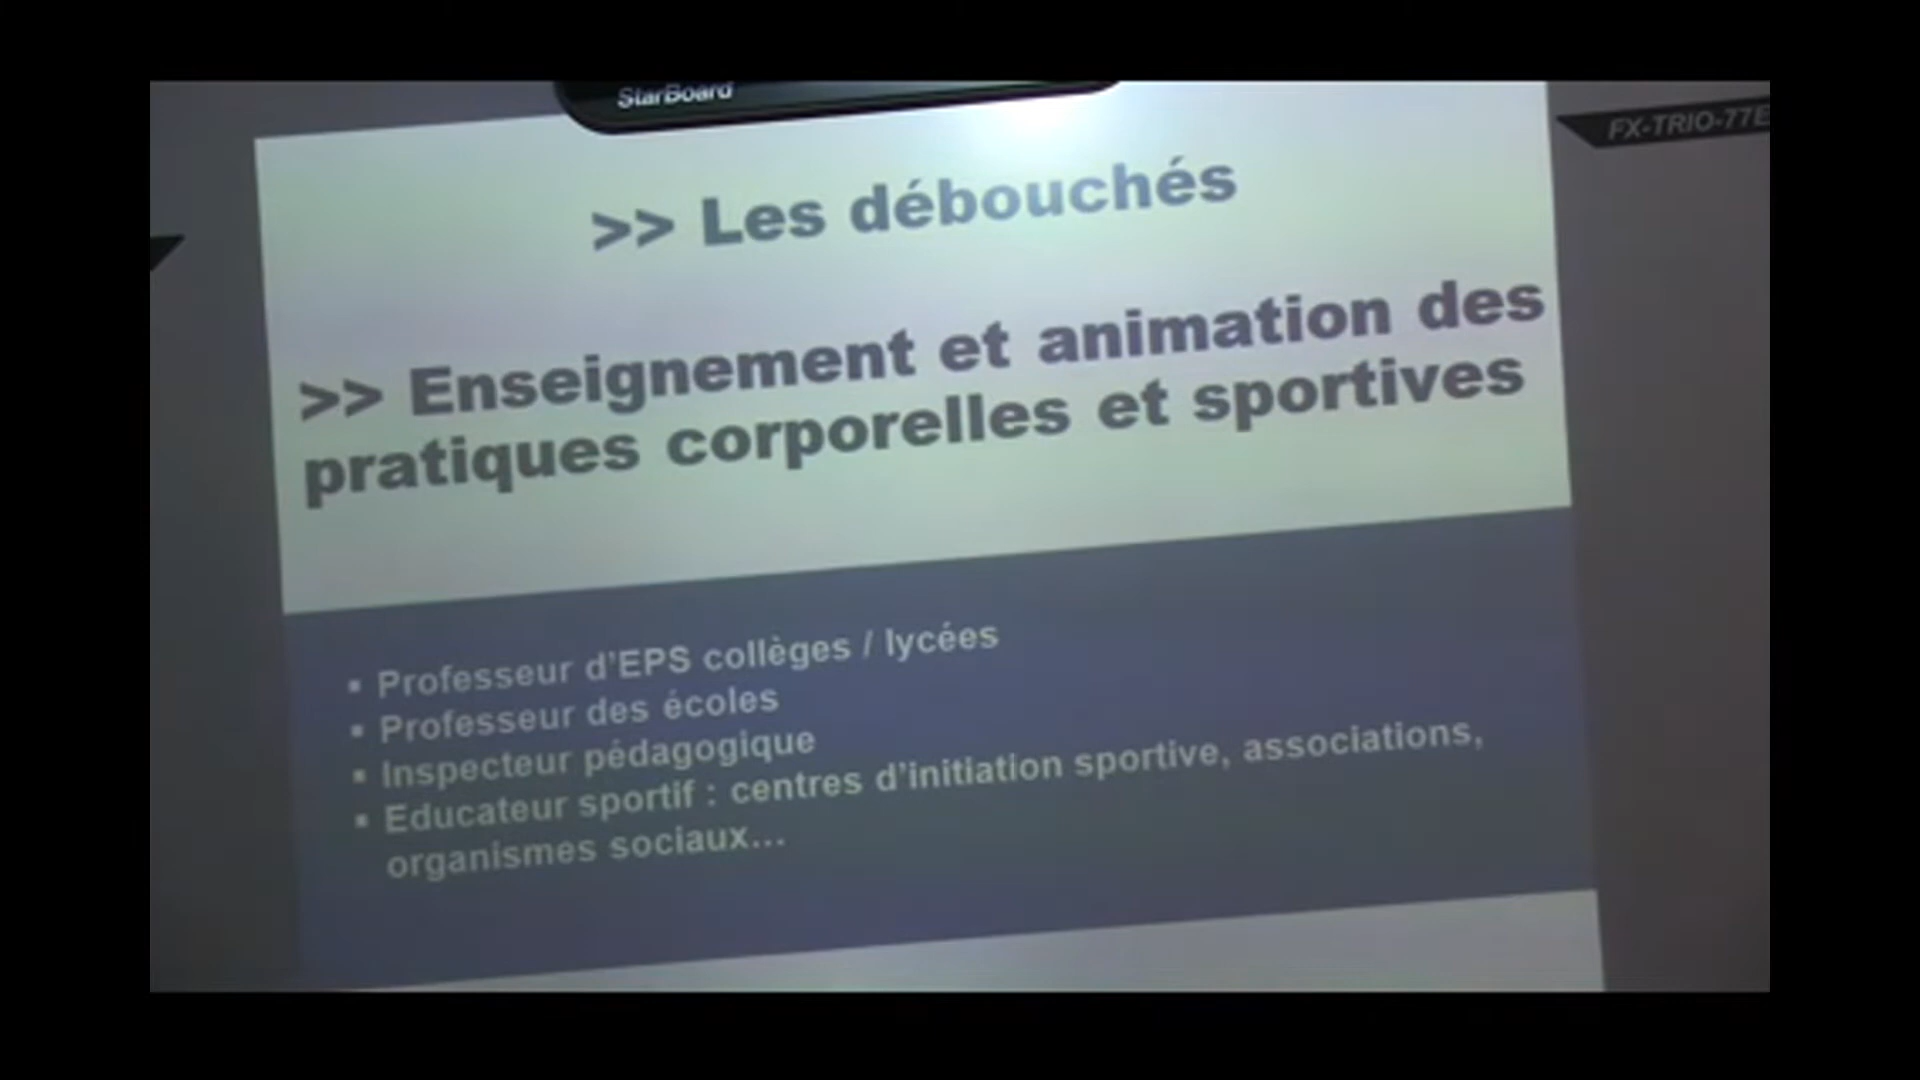 StarBoard
FX-TRIO-77E
>> Les débouchés
>> Enseignement et animation des
pratiques corporelles et sportives
▪ Professeur d'EPS collèges / lycées
▪ Professeur des écoles
▪ Inspecteur pédagogique
▪ Educateur sportif : centres d'initiation sportive, associations,
organismes sociaux...